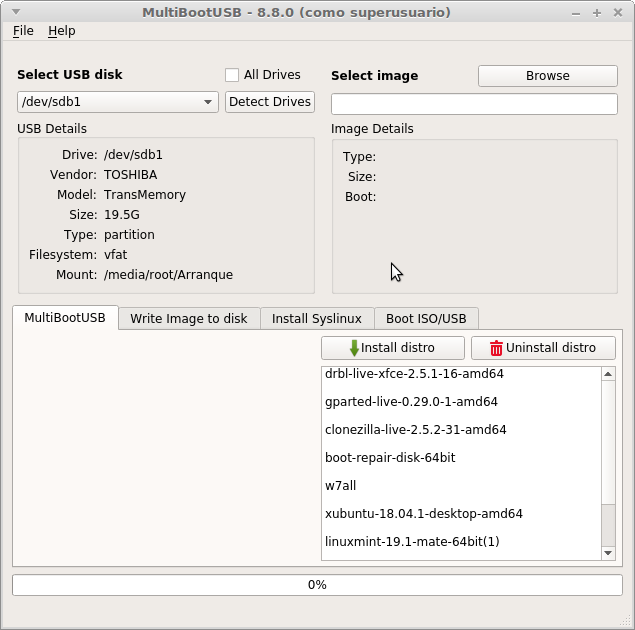 MultiBootUSB - 8.8.0 (como superusuario)
File Help
Select USB disk
All Drives
/dev/sdb1
Detect Drives
USB Details
Drive: /dev/sdb1
Vendor: TOSHIBA
Model: TransMemory
Size: 19.5G
Type: partition
Filesystem: vfat
Mount: /media/root/Arranque
Select image
Browse
Image Details
Type:
Size:
Boot:
MultiBootUSB
Write Image to disk
Install Syslinux
Boot ISO/USB
Install distro
Uninstall distro
drbl-live-xfce-2.5.1-16-amd64
gparted-live-0.29.0-1-amd64
clonezilla-live-2.5.2-31-amd64
boot-repair-disk-64bit
w7all
xubuntu-18.04.1-desktop-amd64
linuxmint-19.1-mate-64bit(1)
0%